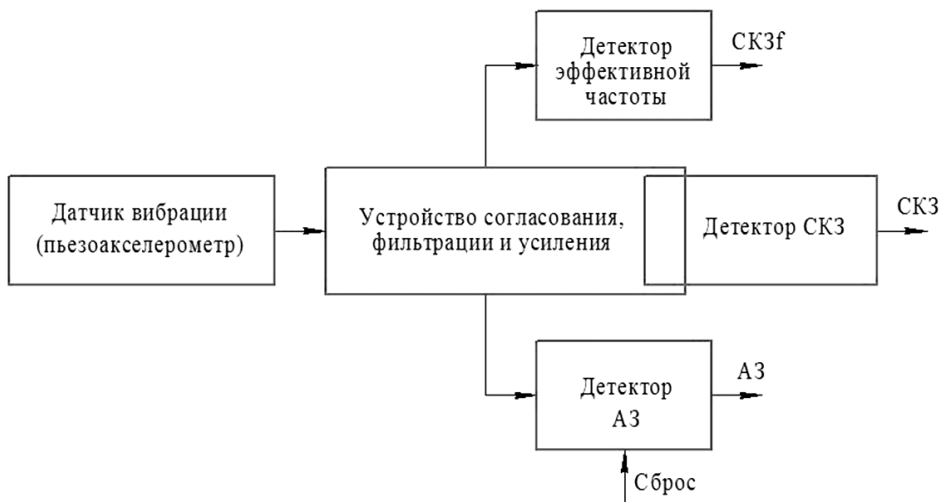 Детектор
эффективной
частоты
СКЗf
Датчик вибрации
(пьезоакселерометр)
Устройство согласования,
фильтрации и усиления
Детектор СКЗ
СКЗ
Детектор
АЗ
АЗ
Сброс